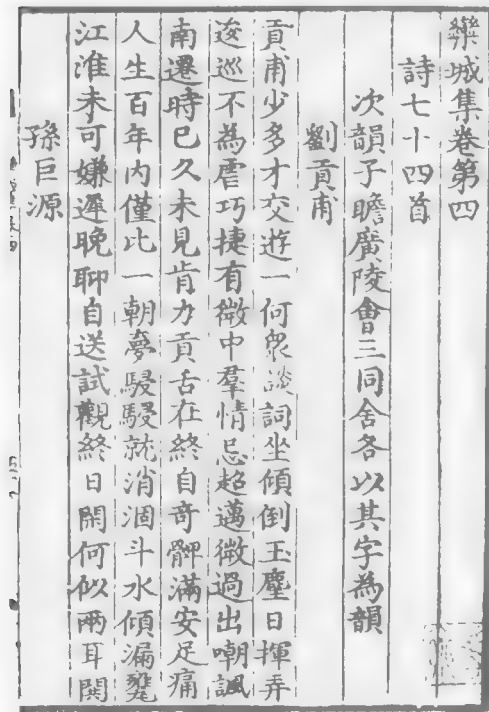 欒城集卷第四
詩七十四首
次韻子瞻廣陵會三同舍各以其字為韻
劉貢甫
貢甫少多才交遊一何衆談詞坐傾倒玉麈日揮弄
逡巡不為虐巧捷有微中羣情忌超邁微過出嘲諷
南遷時已久未見肯力貢舌在終自奇髀滿安足痛
人生百年內僅此一朝夢駸駸就消涸斗水傾漏甕
江淮未可嫌遲晚聊自送試觀終日閑何似兩耳閧
孫巨源